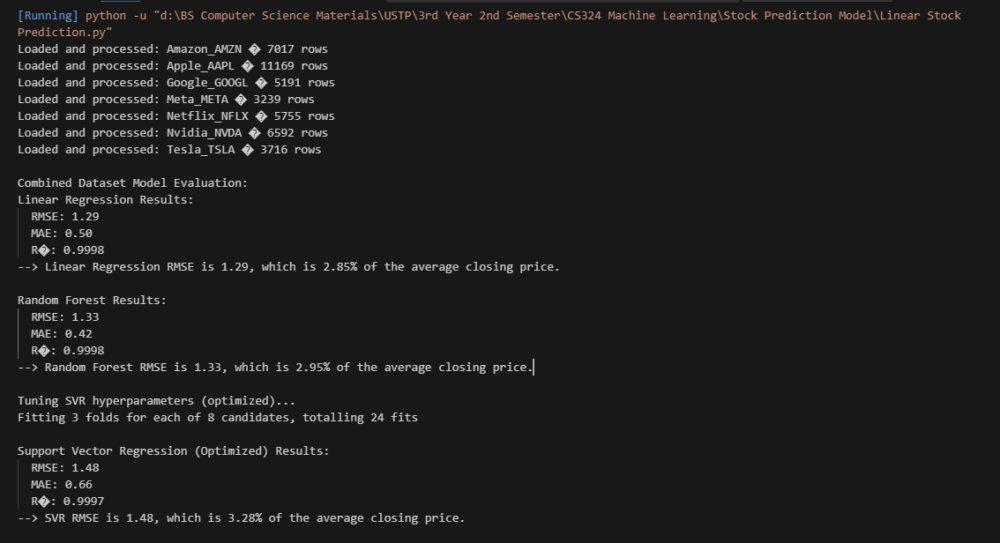 [Running] python -u "d:\BS Computer Science Materials\USTP\3rd Year 2nd Semester\CS324 Machine Learning\Stock Prediction Model\Linear Stock
Prediction.py"
Loaded and processed: Amazon_AMZN � 7017 rows
Loaded and processed: Apple_AAPL � 11169 rows
Loaded and processed: Google_GOOGL � 5191 rows
Loaded and processed: Meta_META � 3239 rows
Loaded and processed: Netflix_NFLX � 5755 rows
Loaded and processed: Nvidia_NVDA � 6592 rows
Loaded and processed: Tesla_TSLA � 3716 rows
Combined Dataset Model Evaluation:
Linear Regression Results:
RMSE: 1.29
MAE: 0.50
R�: 0.9998
--> Linear Regression RMSE is 1.29, which is 2.85% of the average closing price.
Random Forest Results:
RMSE: 1.33
MAE: 0.42
R�: 0.9998
--> Random Forest RMSE is 1.33, which is 2.95% of the average closing price.
Tuning SVR hyperparameters (optimized)...
Fitting 3 folds for each of 8 candidates, totalling 24 fits
Support Vector Regression (Optimized) Results:
RMSE: 1.48
MAE: 0.66
R�: 0.9997
--> SVR RMSE is 1.48, which is 3.28% of the average closing price.